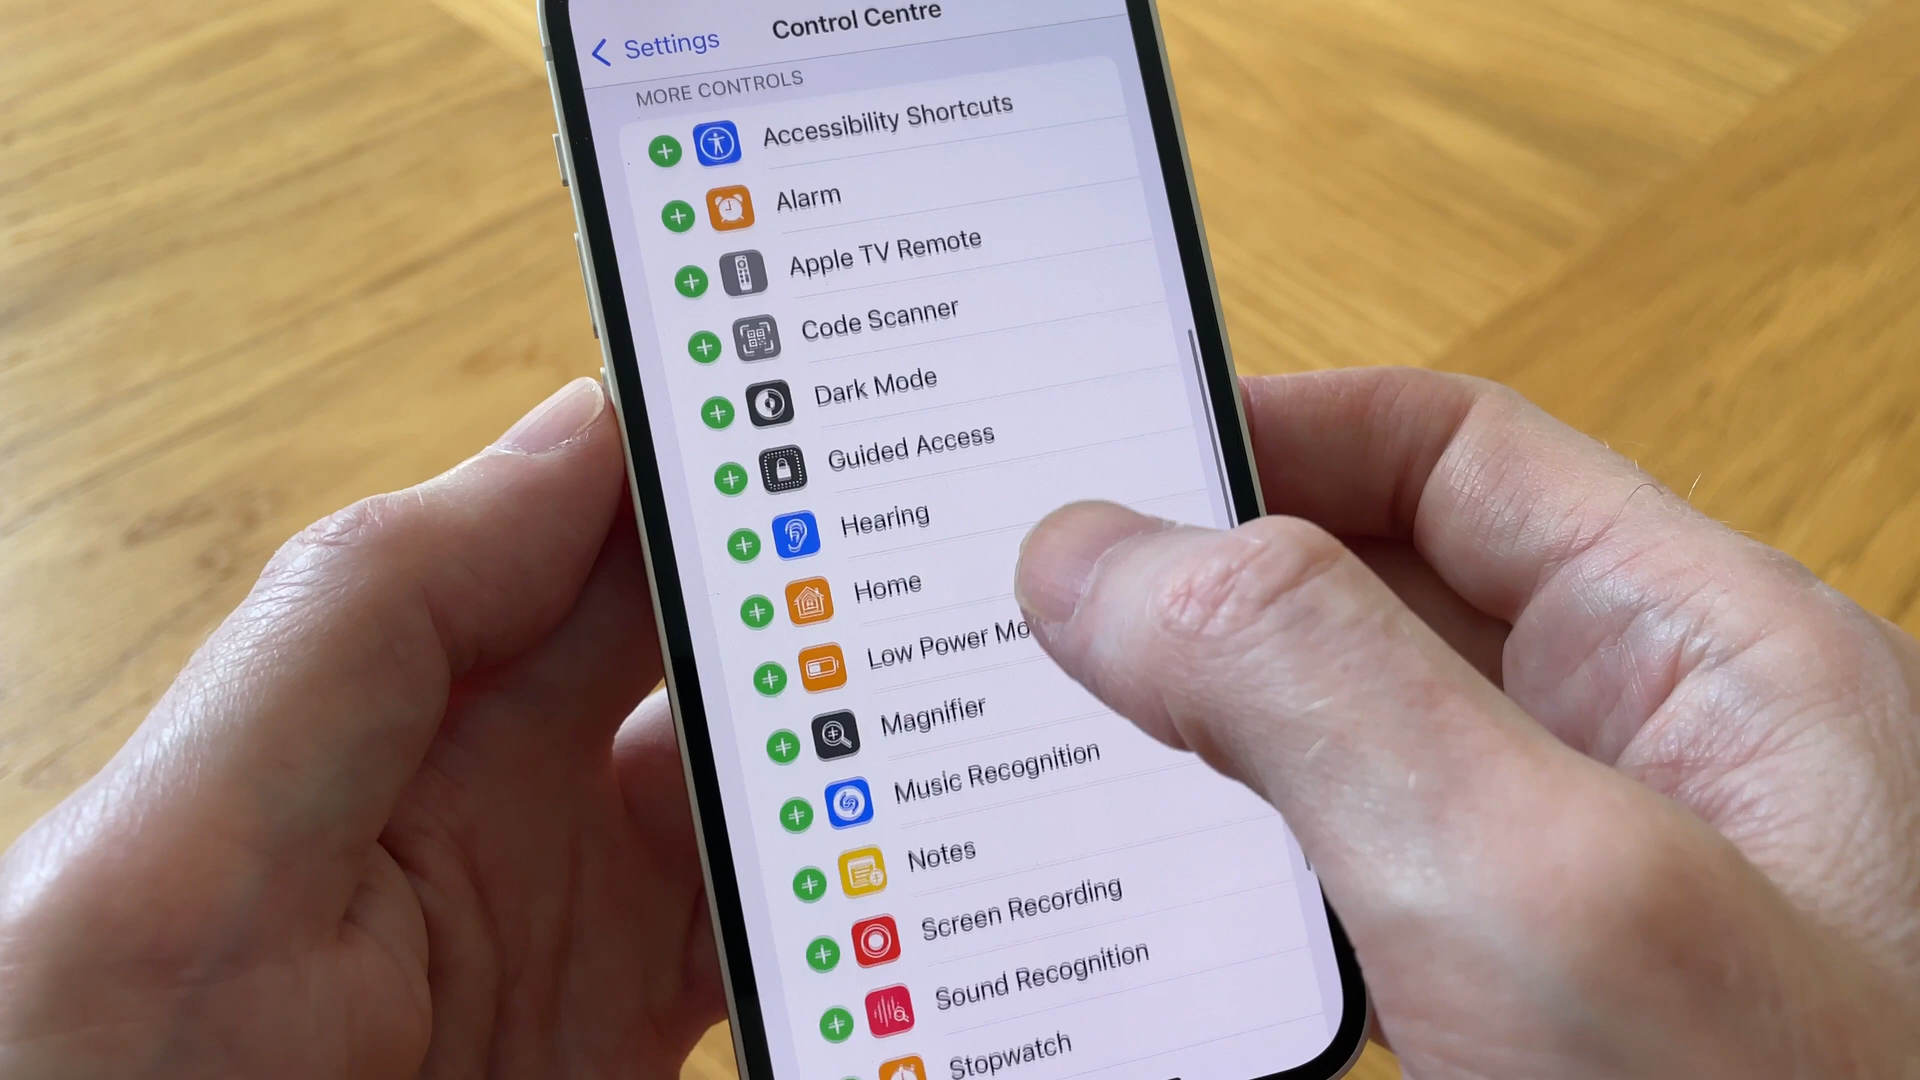 Control Centre
Settings
MORE CONTROLS
Accessibility Shortcuts
Alarm
Apple TV Remote
Code Scanner
Dark Mode
Guided Access
Hearing
Home
Low Power Mo
Magnifier
Music Recognition
Notes
Screen Recording
Sound Recognition
Stopwatch